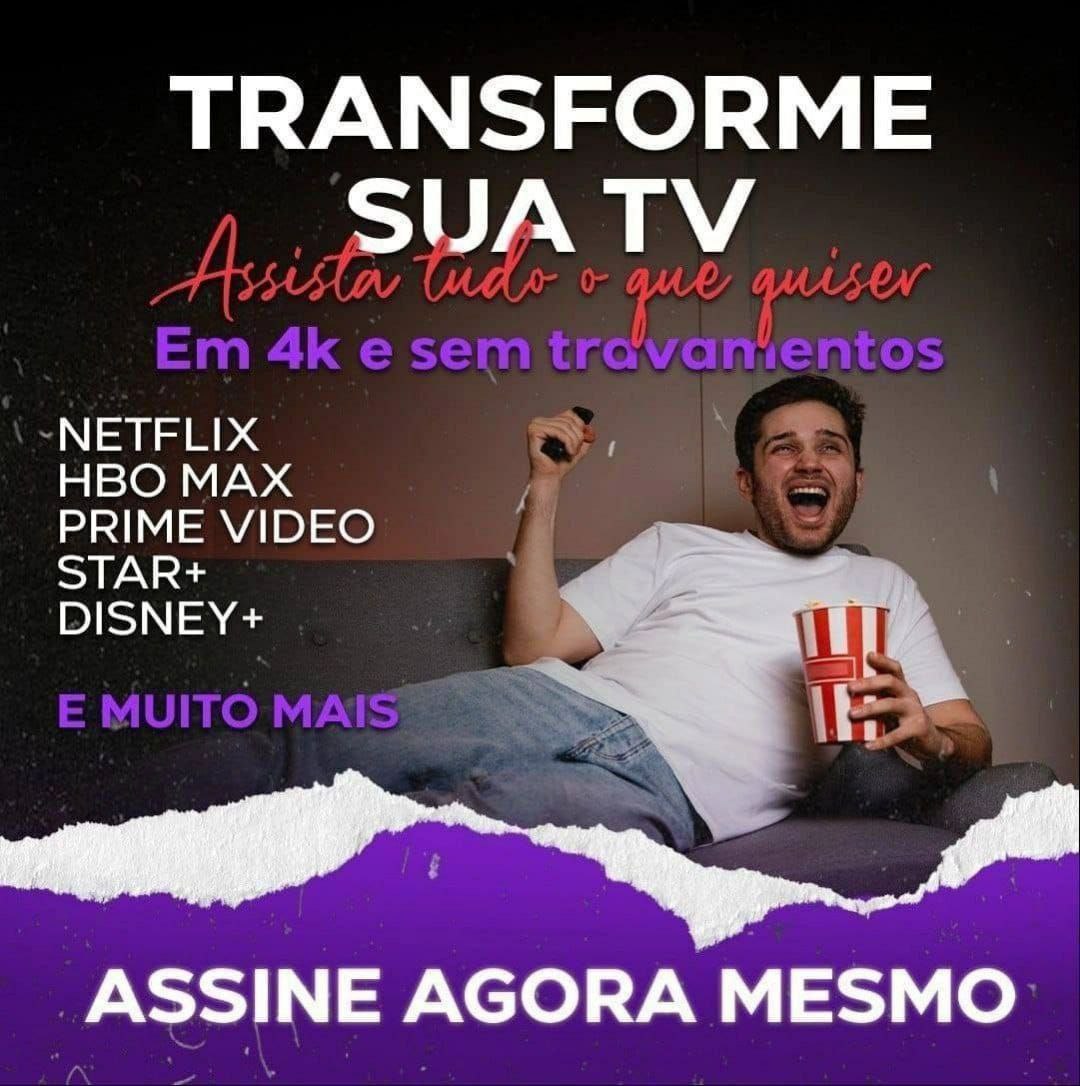 TRANSFORME
SUA TV
Assista tudo o que quiser
Em 4k e sem travamentos
NETFLIX
HBO MAX
PRIME VIDEO
STAR+
DISNEY+
E MUITO MAIS
ASSINE AGORA MESMO